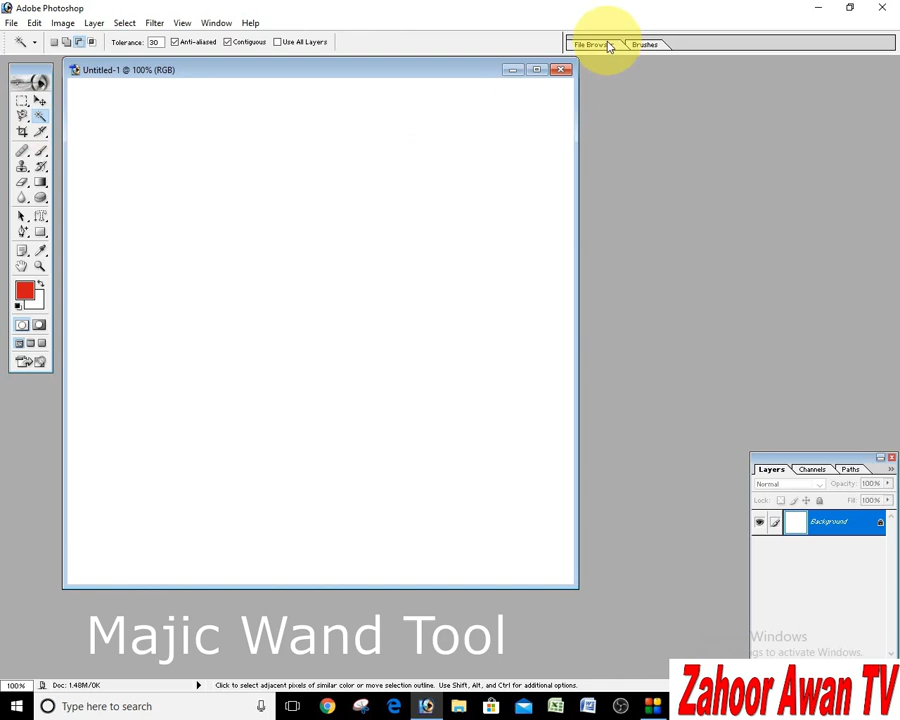 Adobe Photoshop
File Edit Image Layer Select Filter View Window Help
Tolerance: 30 Anti-aliased Contiguous Use All Layers
File Brows Brushes
Untitled-1 @ 100% (RGB)
Layers Channels Paths
Normal Opacity: 100%
Lock: Fill: 100%
Background
Majic Wand Tool
Windows
to activate Windows.
100% Doc: 1.48M/0K Click to select adjacent pixels of similar color or move selection outline. Use Shift, Alt, and Ctrl for additional options.
Zahoor Awan TV
Type here to search